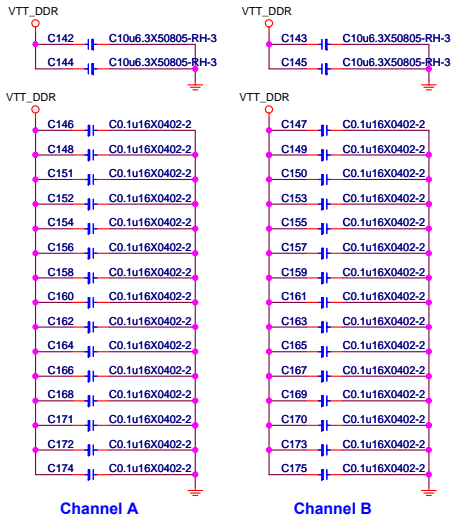 VTT_DDR VTT_DDR
C142 C10u6.3X50805-RH-3 C143 C10u6.3X50805-RH-3
C144 C10u6.3X50805-RH-3 C145 C10u6.3X50805-RH-3
VTT_DDR VTT_DDR
C146 C0.1u16X0402-2 C147 C0.1u16X0402-2
C148 C0.1u16X0402-2 C149 C0.1u16X0402-2
C151 C0.1u16X0402-2 C150 C0.1u16X0402-2
C152 C0.1u16X0402-2 C153 C0.1u16X0402-2
C154 C0.1u16X0402-2 C155 C0.1u16X0402-2
C156 C0.1u16X0402-2 C157 C0.1u16X0402-2
C158 C0.1u16X0402-2 C159 C0.1u16X0402-2
C160 C0.1u16X0402-2 C161 C0.1u16X0402-2
C162 C0.1u16X0402-2 C163 C0.1u16X0402-2
C164 C0.1u16X0402-2 C165 C0.1u16X0402-2
C166 C0.1u16X0402-2 C167 C0.1u16X0402-2
C168 C0.1u16X0402-2 C169 C0.1u16X0402-2
C171 C0.1u16X0402-2 C170 C0.1u16X0402-2
C172 C0.1u16X0402-2 C173 C0.1u16X0402-2
C174 C0.1u16X0402-2 C175 C0.1u16X0402-2
Channel A Channel B